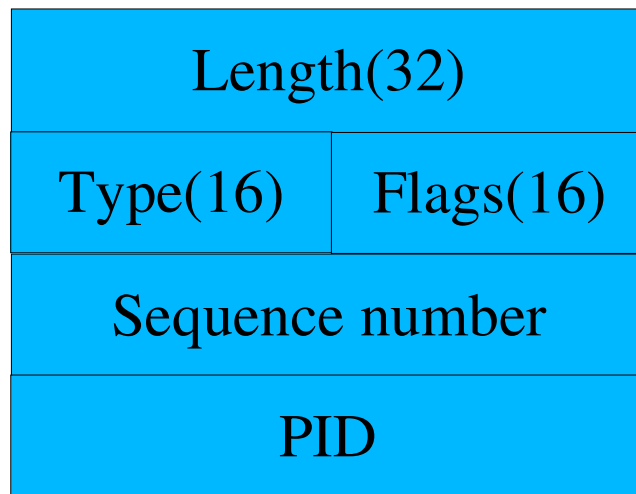 Length(32)
Type(16) Flags(16)
Sequence number
PID